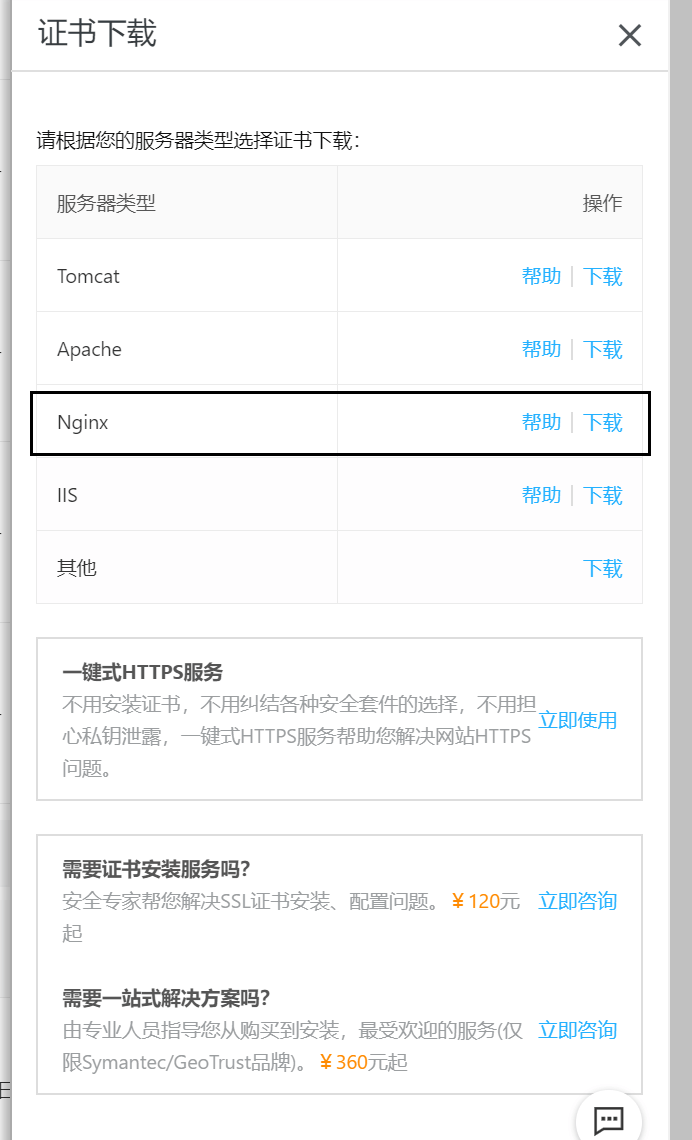 证书下载
请根据您的服务器类型选择证书下载：
服务器类型 操作
Tomcat 帮助 | 下载
Apache 帮助 | 下载
Nginx 帮助 | 下载
IIS 帮助 | 下载
其他 下载
一键式HTTPS服务
不用安装证书，不用纠结各种安全套件的选择，不用担
心私钥泄露，一键式HTTPS服务帮助您解决网站HTTPS
问题。
立即使用
需要证书安装服务吗?
安全专家帮您解决SSL证书安装、配置问题。¥120元
起
立即咨询
需要一站式解决方案吗?
由专业人员指导您从购买到安装，最受欢迎的服务(仅
限Symantec/GeoTrust品牌)。¥360元起
立即咨询